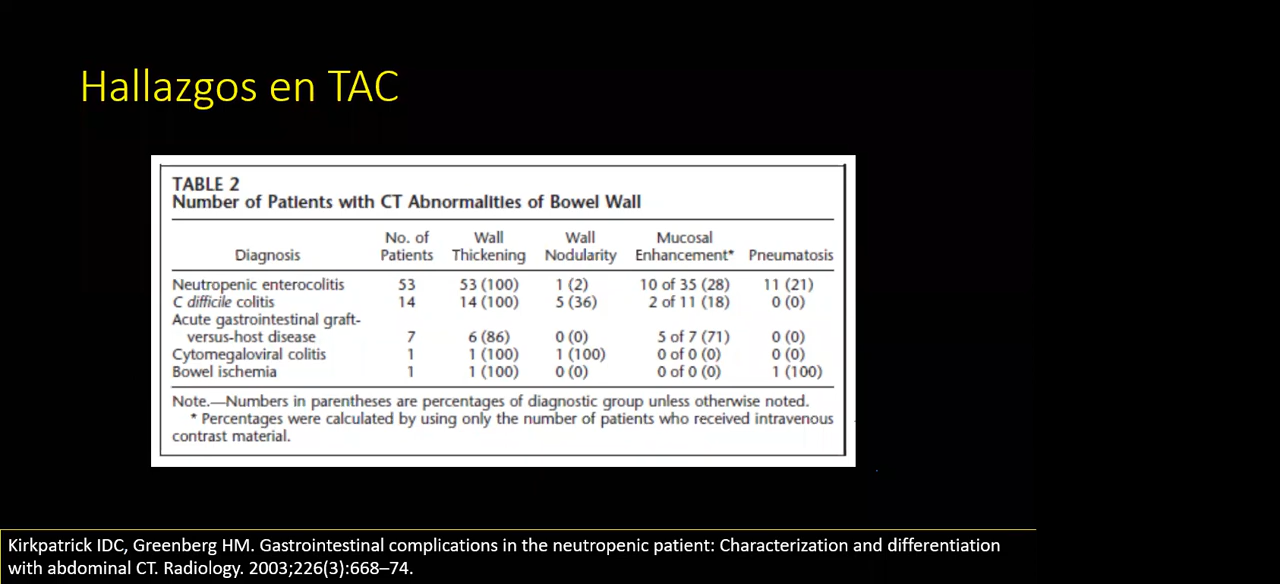 Hallazgos en TAC
TABLE 2
Number of Patients with CT Abnormalities of Bowel Wall
No. of Wall Wall Mucosal
Diagnosis Patients Thickening Nodularity Enhancement* Pneumatosis
Neutropenic enterocolitis 53 53 (100) 1 (2) 10 of 35 (28) 11 (21)
C difficile colitis 14 14 (100) 5 (36) 2 of 11 (18) 0 (0)
Acute gastrointestinal graft-
versus-host disease 7 6 (86) 0 (0) 5 of 7 (71) 0 (0)
Cytomegaloviral colitis 1 1 (100) 1 (100) 0 of 0 (0) 0 (0)
Bowel ischemia 1 1 (100) 0 (0) 0 of 0 (0) 1 (100)
Note.—Numbers in parentheses are percentages of diagnostic group unless otherwise noted.
* Percentages were calculated by using only the number of patients who received intravenous
contrast material.
Kirkpatrick IDC, Greenberg HM. Gastrointestinal complications in the neutropenic patient: Characterization and differentiation
with abdominal CT. Radiology. 2003;226(3):668–74.